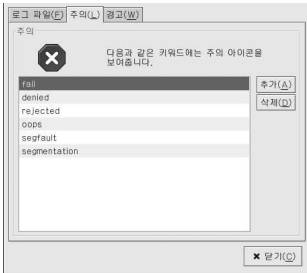 로그 파일(F) 주의(L) 경고(W)
주의
다음과 같은 키워드에는 주의 아이콘을
보여줍니다.
fail
denied
rejected
oops
segfault
segmentation
추가(A)
삭제(D)
닫기(C)